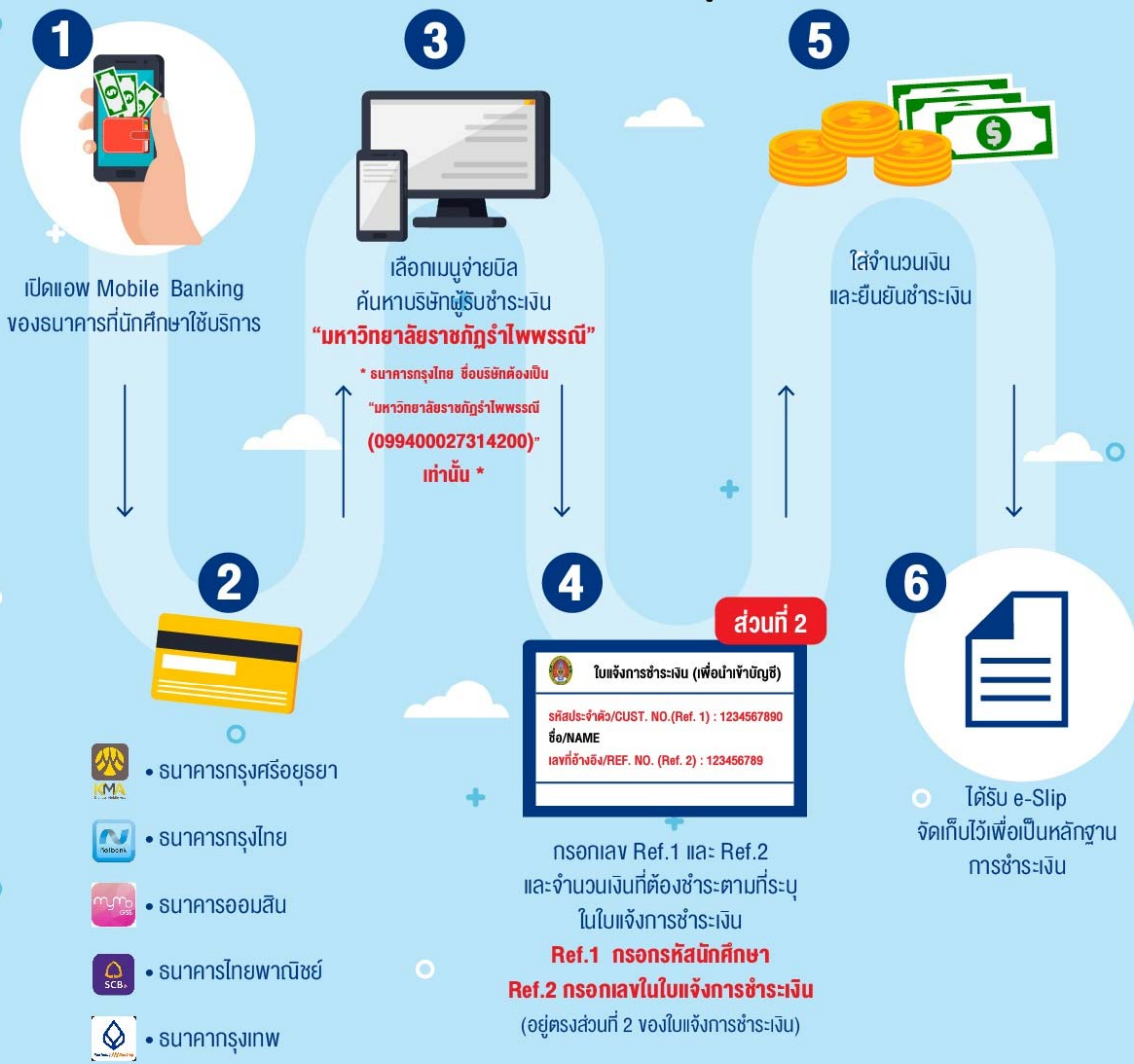 1
เปิดแอพ Mobile Banking
ของธนาคารที่นักศึกษาใช้บริการ
2
KMA
• ธนาคารกรุงศรีอยุธยา
• ธนาคารกรุงไทย
mymo
GSB
• ธนาคารออมสิน
SCB
• ธนาคารไทยพาณิชย์
• ธนาคากรุงเทพ
3
เลือกเมนูจ่ายบิล
ค้นหาบริษัทผู้รับชำระเงิน
“มหาวิทยาลัยราชภัฏรำไพพรรณี”
* ธนาคารกรุงไทย ชื่อบริษัทต้องเป็น
“มหาวิทยาลัยราชภัฏรำไพพรรณี
(099400027314200)”
เท่านั้น *
4
ส่วนที่ 2
ใบแจ้งการชำระเงิน (เพื่อนำเข้าบัญชี)
รหัสประจำตัว/CUST. NO.(Ref. 1) : 1234567890
ชื่อ/NAME
เลขที่อ้างอิง/REF. NO. (Ref. 2) : 123456789
กรอกเลข Ref.1 และ Ref.2
และจำนวนเงินที่ต้องชำระตามที่ระบุ
ในใบแจ้งการชำระเงิน
Ref.1 กรอกรหัสนักศึกษา
Ref.2 กรอกเลขในใบแจ้งการชำระเงิน
(อยู่ตรงส่วนที่ 2 ของใบแจ้งการชำระเงิน)
5
ใส่จำนวนเงิน
และยืนยันชำระเงิน
6
ได้รับ e-Slip
จัดเก็บไว้เพื่อเป็นหลักฐาน
การชำระเงิน